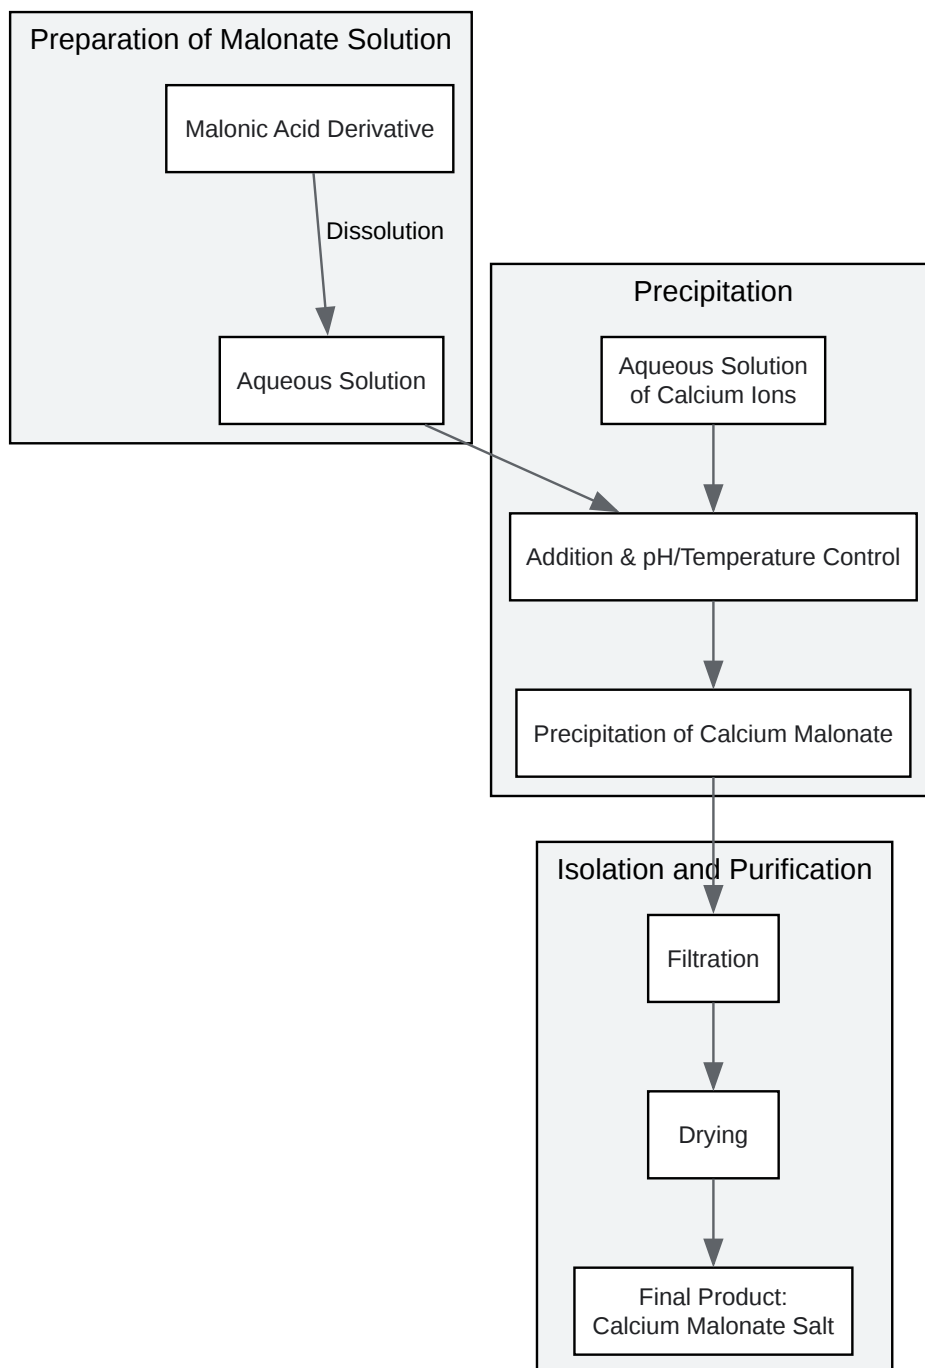 Preparation of Malonate Solution
Malonic Acid Derivative
Dissolution
Aqueous Solution
Precipitation
Aqueous Solution
of Calcium Ions
Addition & pH/Temperature Control
Precipitation of Calcium Malonate
Isolation and Purification
Filtration
Drying
Final Product:
Calcium Malonate Salt